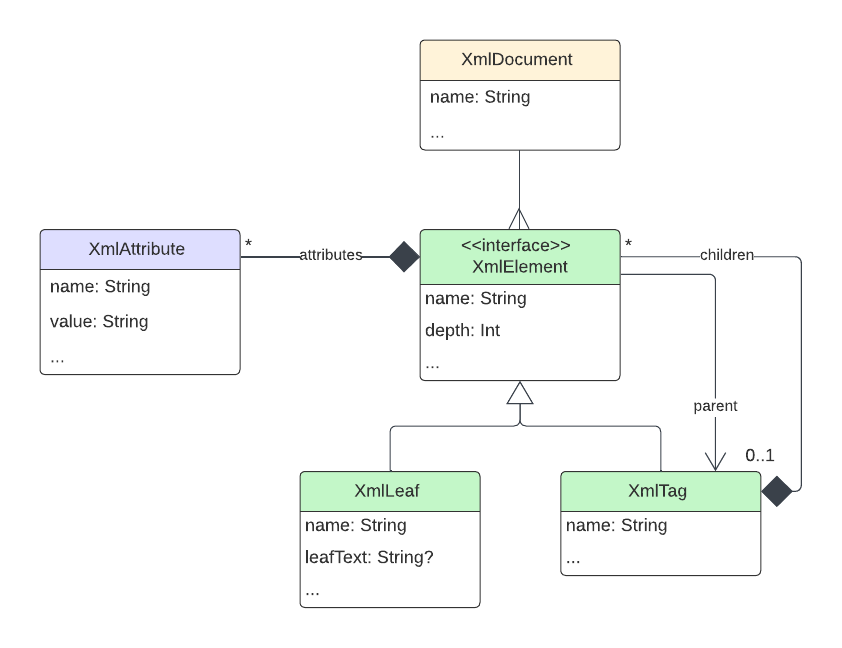 XmlDocument
name: String
...
XmlAttribute
name: String
value: String
...
*
attributes
<<interface>>
XmlElement
name: String
depth: Int
...
*
children
parent
0..1
XmlLeaf
name: String
leafText: String?
...
XmlTag
name: String
...